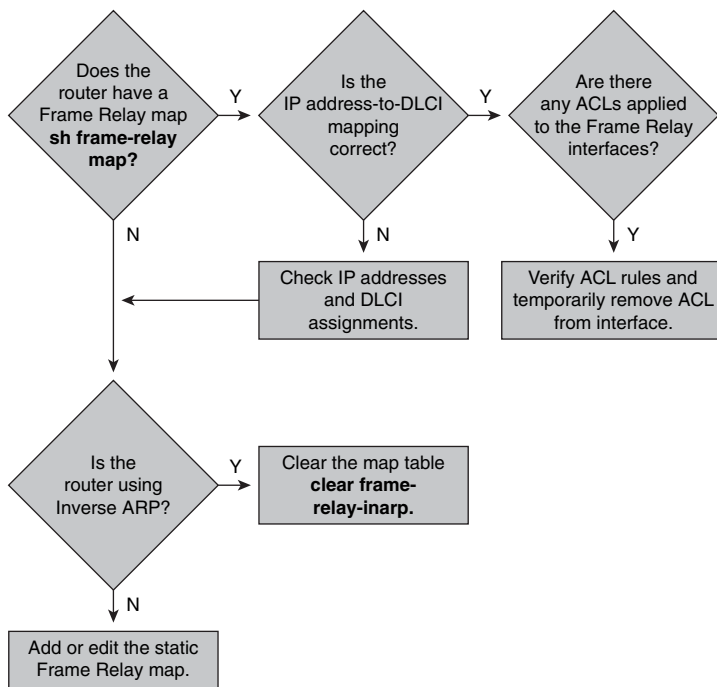 Does the
router have a
Frame Relay map
sh frame-relay
map?
Y
Is the
IP address-to-DLCI
mapping
correct?
Y
Are there
any ACLs applied
to the Frame Relay
interfaces?
N
N
Y
Check IP addresses
and DLCI
assignments.
Verify ACL rules and
temporarily remove ACL
from interface.
Is the
router using
Inverse ARP?
Y
Clear the map table
clear frame-
relay-inarp.
N
Add or edit the static
Frame Relay map.